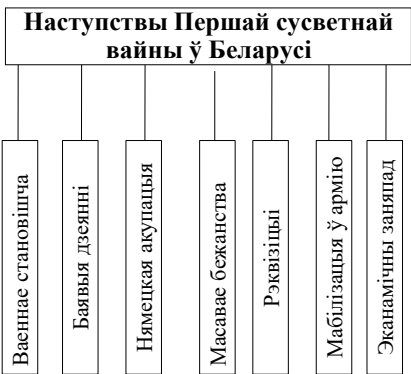 Наступствы Першай сусветнай
вайны ў Беларусі
Ваеннае становішча
Баявыя дзеянні
Нямецкая акупацыя
Масавае бежанства
Рэквізіцыі
Мабілізацыя ў армію
Эканамічны заняпад